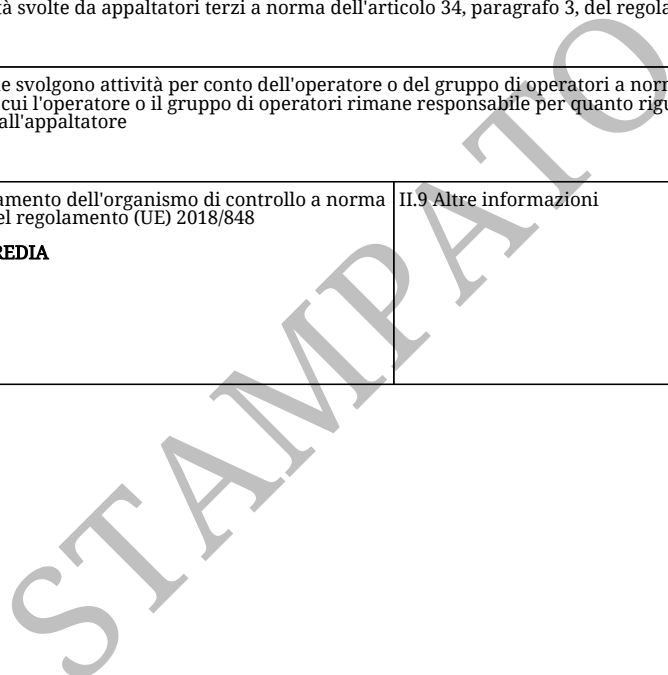 tà svolte da appaltatori terzi a norma dell'articolo 34, paragrafo 3, del regola
e svolgono attività per conto dell'operatore o del gruppo di operatori a norm
cui l'operatore o il gruppo di operatori rimane responsabile per quanto rigu
all'appaltatore
amento dell'organismo di controllo a norma
el regolamento (UE) 2018/848
REDIA
II.9 Altre informazioni
STAMPATO